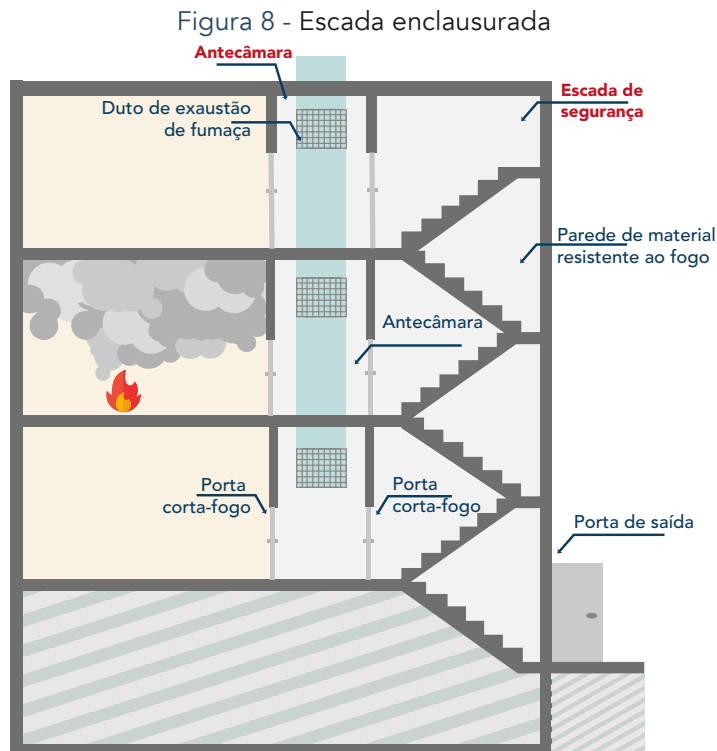 Figura 8 - Escada enclausurada
Antecâmara
Duto de exaustão
de fumaça
Escada de
segurança
Parede de material
resistente ao fogo
Antecâmara
Porta
corta-fogo
Porta
corta-fogo
Porta de saída